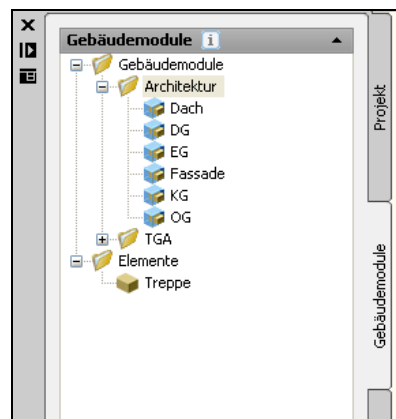 Gebäudemodule
Gebäudemodule
Architektur
Dach
DG
EG
Fassade
KG
OG
TGA
Elemente
Treppe
Projekt
Gebäudemodule